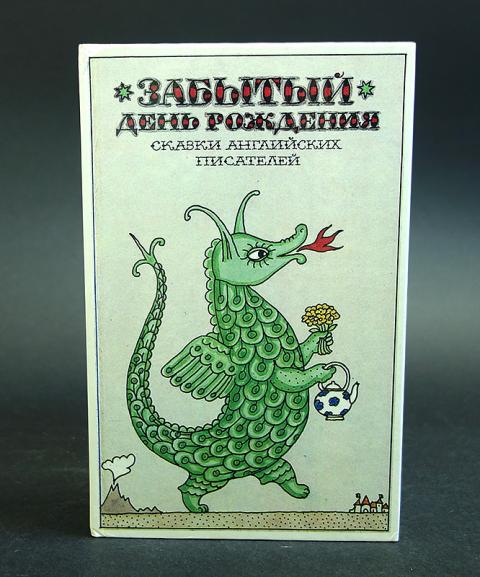 ЗАБЫТЫЙ
ДЕНЬ РОЖДЕНИЯ
СКАЗКИ АНГЛИЙСКИХ
ПИСАТЕЛЕЙ